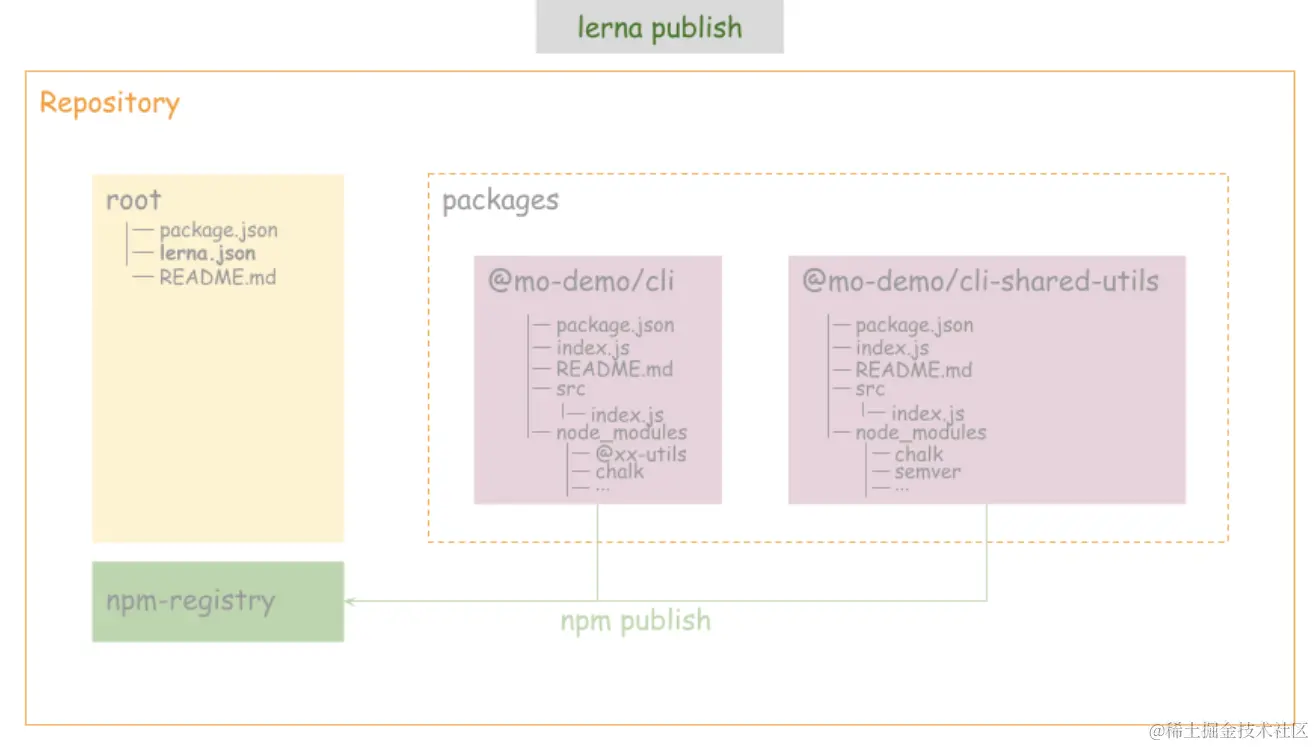 lerna publish
Repository
root
package.json
lerna.json
README.md
packages
@mo-demo/cli
package.json
index.js
README.md
src
index.js
node_modules
@xx-utils
chalk
...
@mo-demo/cli-shared-utils
package.json
index.js
README.md
src
index.js
node_modules
chalk
semver
...
npm-registry
npm publish
@稀土掘金技术社区